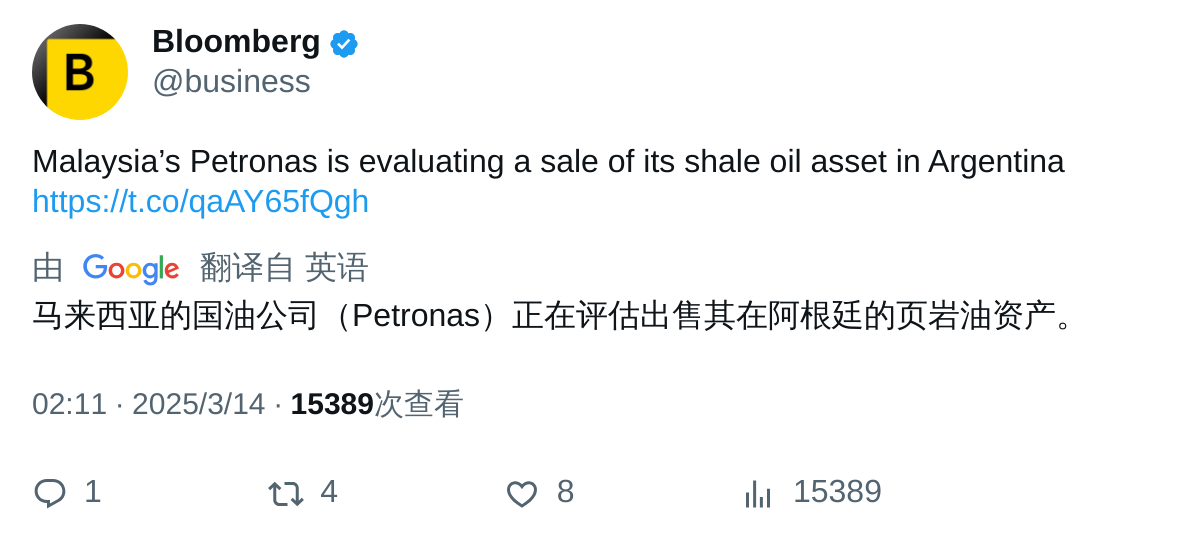 B
Bloomberg
@business
Malaysia’s Petronas is evaluating a sale of its shale oil asset in Argentina
https://t.co/qaAY65fQgh
由 Google 翻译自 英语
马来西亚的国油公司（Petronas）正在评估出售其在阿根廷的页岩油资产。
02:11 · 2025/3/14 · 15389次查看
1 4 8 15389